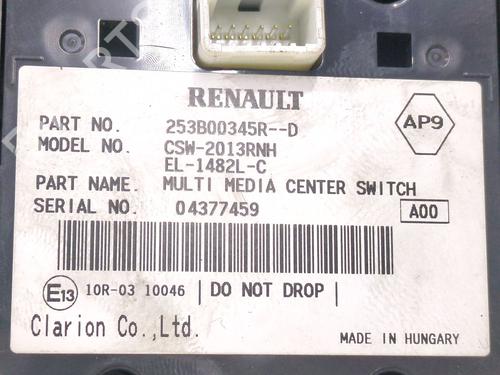 RENAULT
PART NO. 253B00345R--D
MODEL NO. CSW-2013RNH
EL-1482L-C
AP9
PART NAME. MULTI MEDIA CENTER SWITCH
SERIAL NO. 04377459
A00
E13 10R-03 10046 | DO NOT DROP |
Clarion Co.,Ltd.
MADE IN HUNGARY